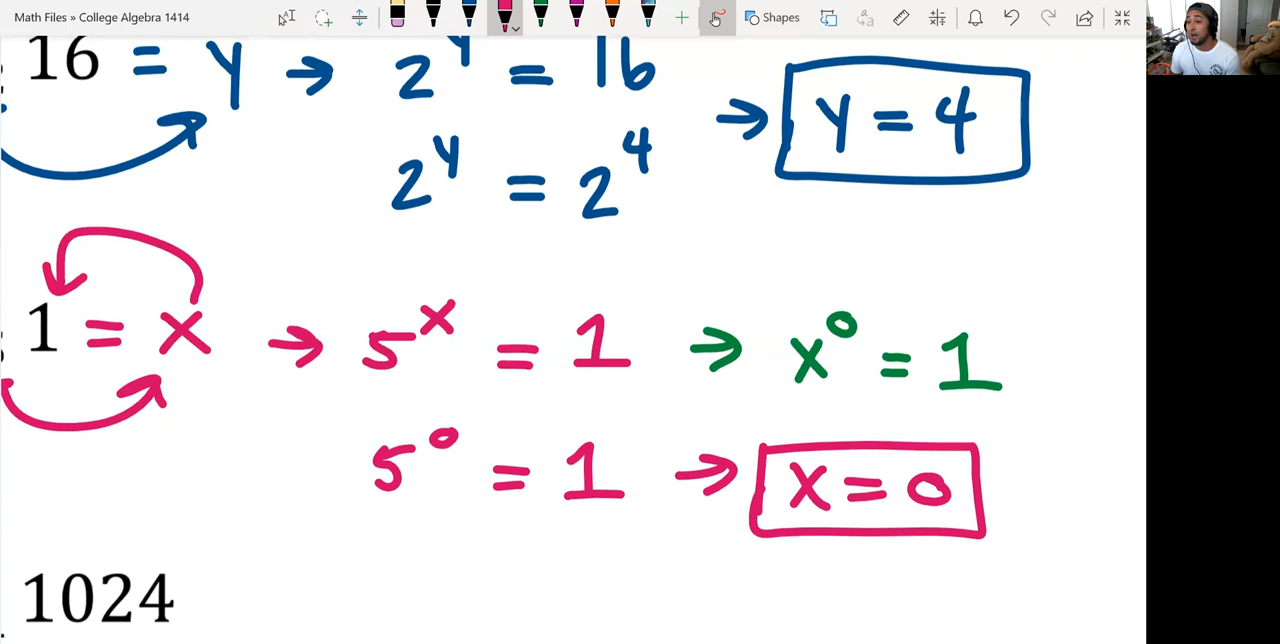 Math Files » College Algebra 1414
Shapes
16 = y → 2^y = 16
→ y = 4
2^y = 2^4
1 = x → 5^x = 1 → x^0 = 1
5^0 = 1 → x = 0
1024